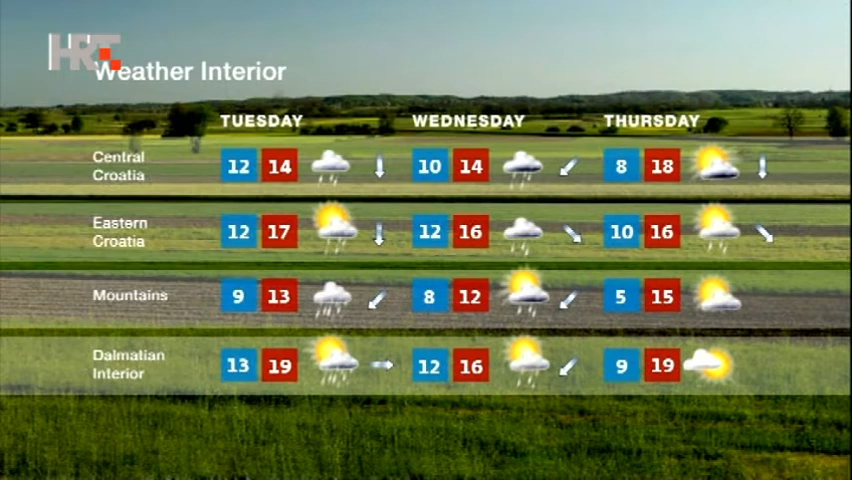 HRT
Weather Interior
TUESDAY WEDNESDAY THURSDAY
Central
Croatia
12 14 10 14 8 18
Eastern
Croatia
12 17 12 16 10 16
Mountains 9 13 8 12 5 15
Dalmatian
Interior
13 19 12 16 9 19